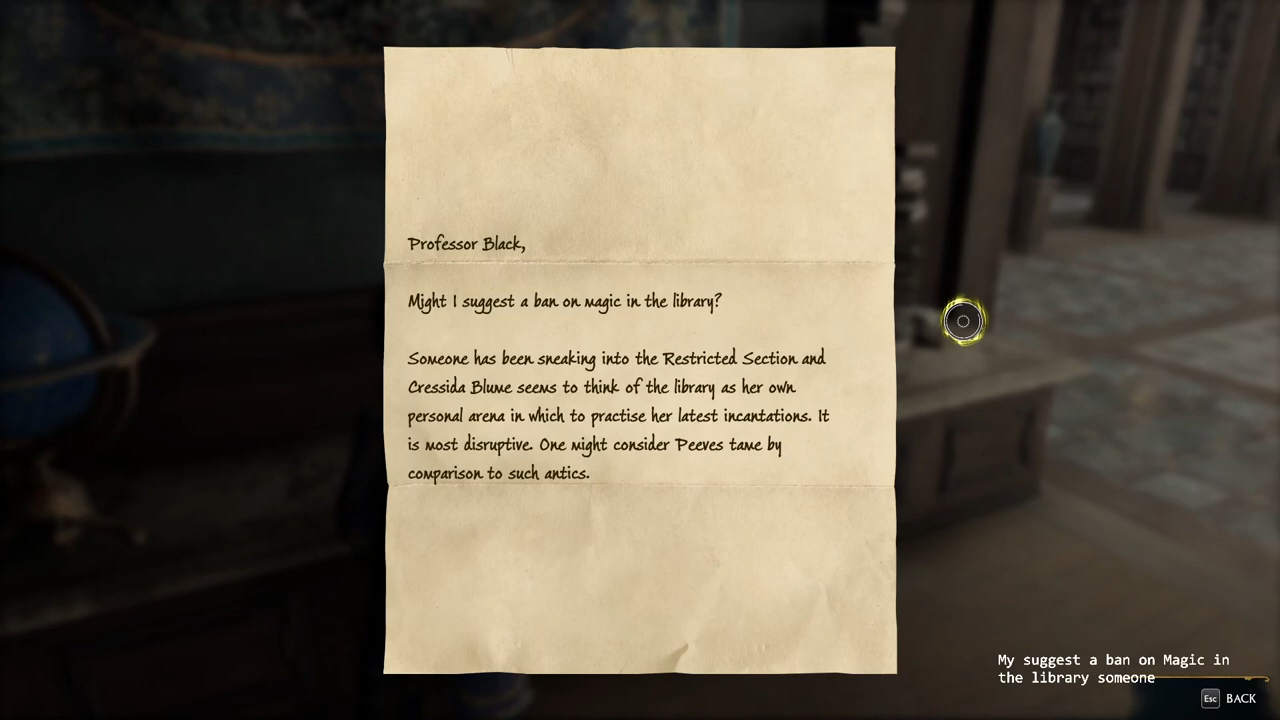 Professor Black,
Might I suggest a ban on magic in the library?
Someone has been sneaking into the Restricted Section and
Cressida Blume seems to think of the library as her own
personal arena in which to practise her latest incantations. It
is most disruptive. One might consider Peeves tame by
comparison to such antics.
My suggest a ban on Magic in
the library someone
Esc BACK